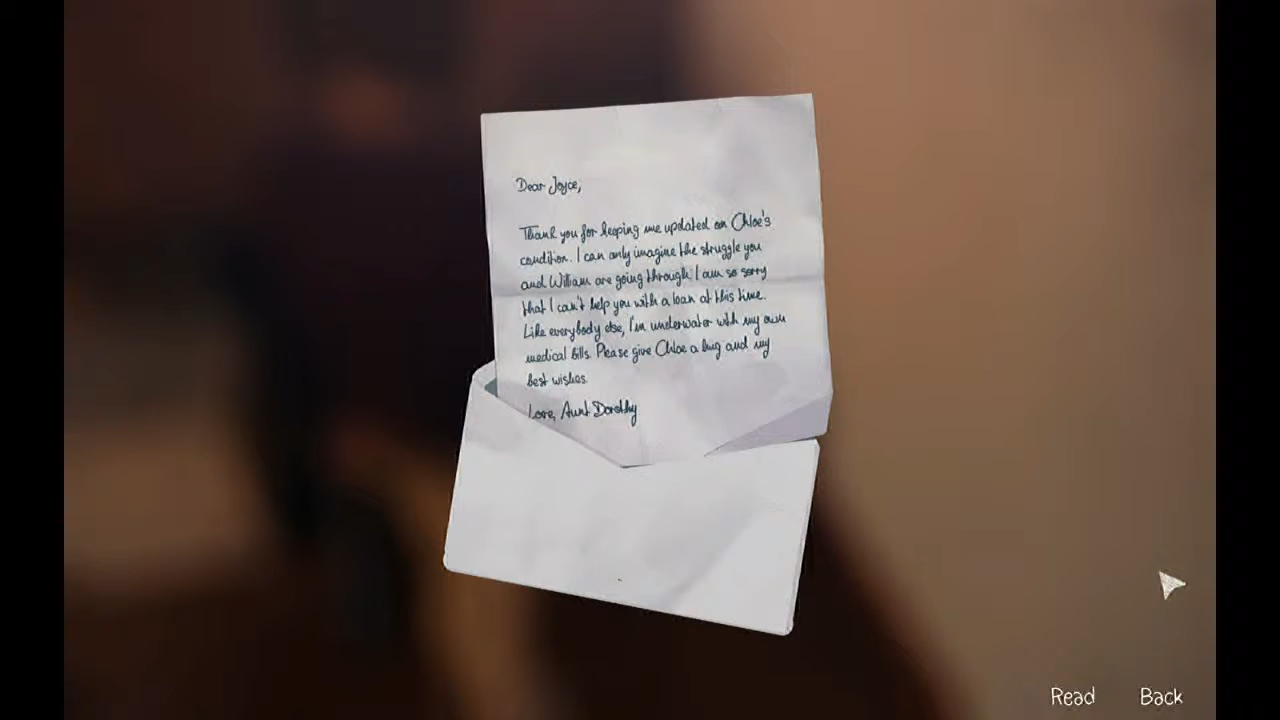 Dear Joyce,
Thank you for keeping me updated on Chloe's
condition. I can only imagine the struggle you
and William are going through. I am so sorry
that I can't help you with a loan at this time.
Like everybody else, I'm underwater with my own
medical bills. Please give Chloe a hug and my
best wishes.
Love, Aunt Dorothy
Read Back